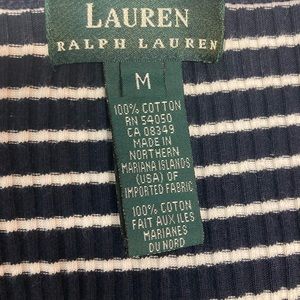 LAUREN
RALPH LAUREN
M
100% COTTON
RN 54050
CA 08349
MADE IN
NORTHERN
MARIANA ISLANDS
(USA) OF
IMPORTED FABRIC
100% COTON
FAIT AUX ILES
MARIANES
DU NORD